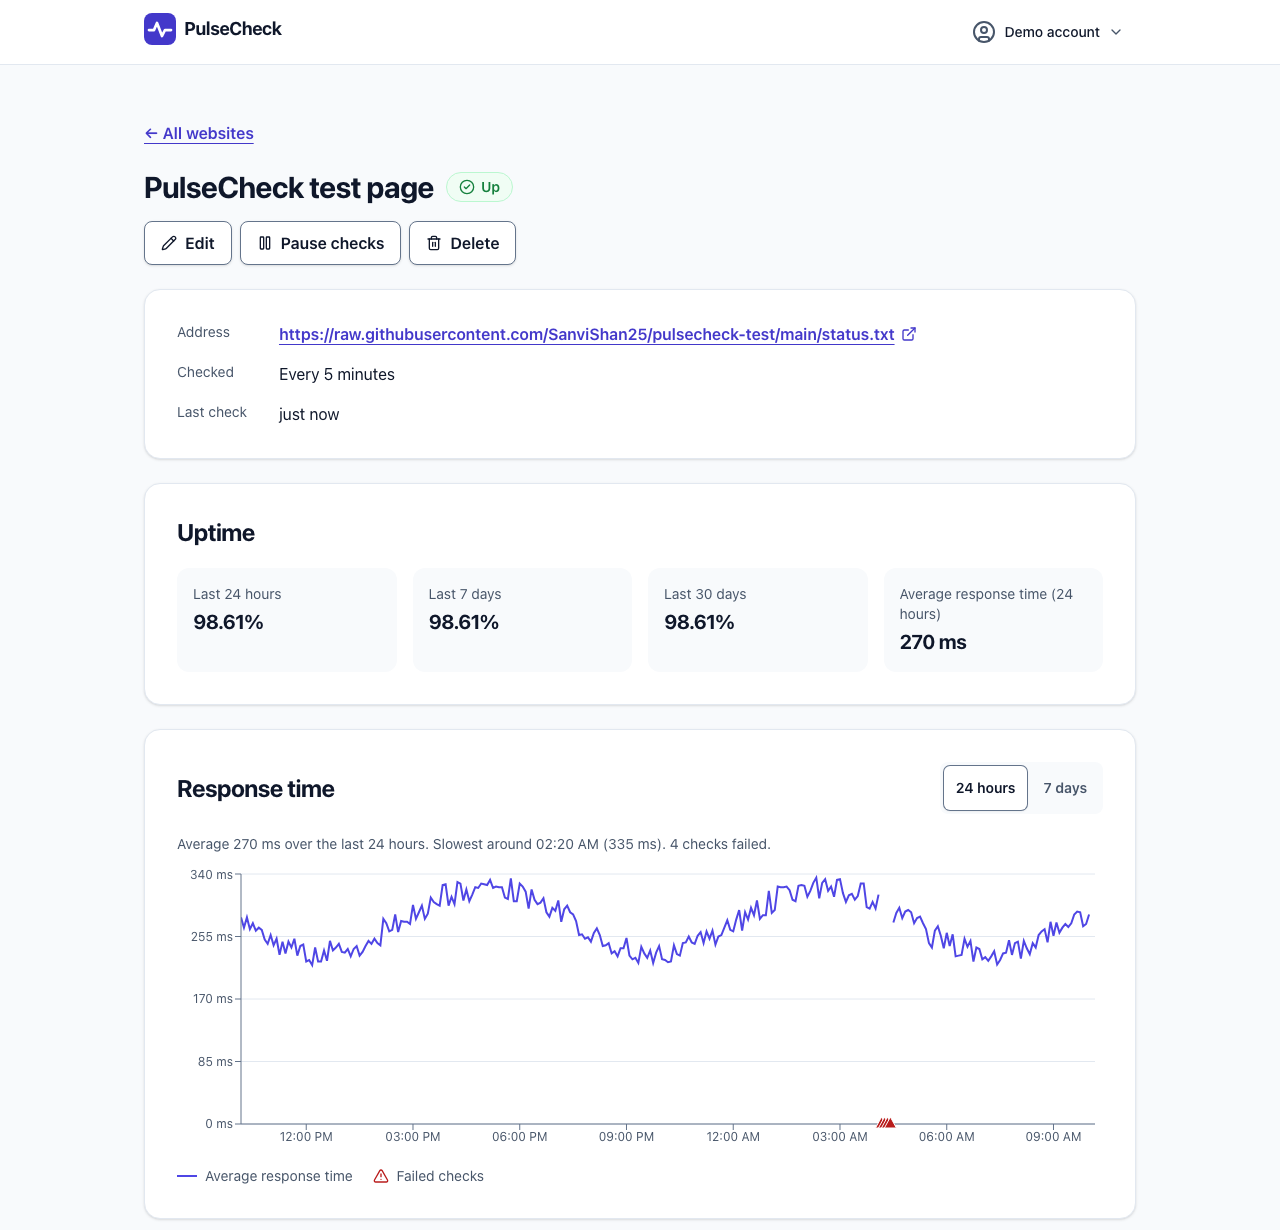 PulseCheck
Demo account
← All websites
PulseCheck test page
Up
Edit
Pause checks
Delete
Address
https://raw.githubusercontent.com/SanviShan25/pulsecheck-test/main/status.txt
Checked
Every 5 minutes
Last check
just now
Uptime
Last 24 hours
98.61%
Last 7 days
98.61%
Last 30 days
98.61%
Average response time (24
hours)
270 ms
Response time
24 hours
7 days
Average 270 ms over the last 24 hours. Slowest around 02:20 AM (335 ms). 4 checks failed.
340 ms
255 ms
170 ms
85 ms
0 ms
12:00 PM
03:00 PM
06:00 PM
09:00 PM
12:00 AM
03:00 AM
06:00 AM
09:00 AM
Average response time
Failed checks